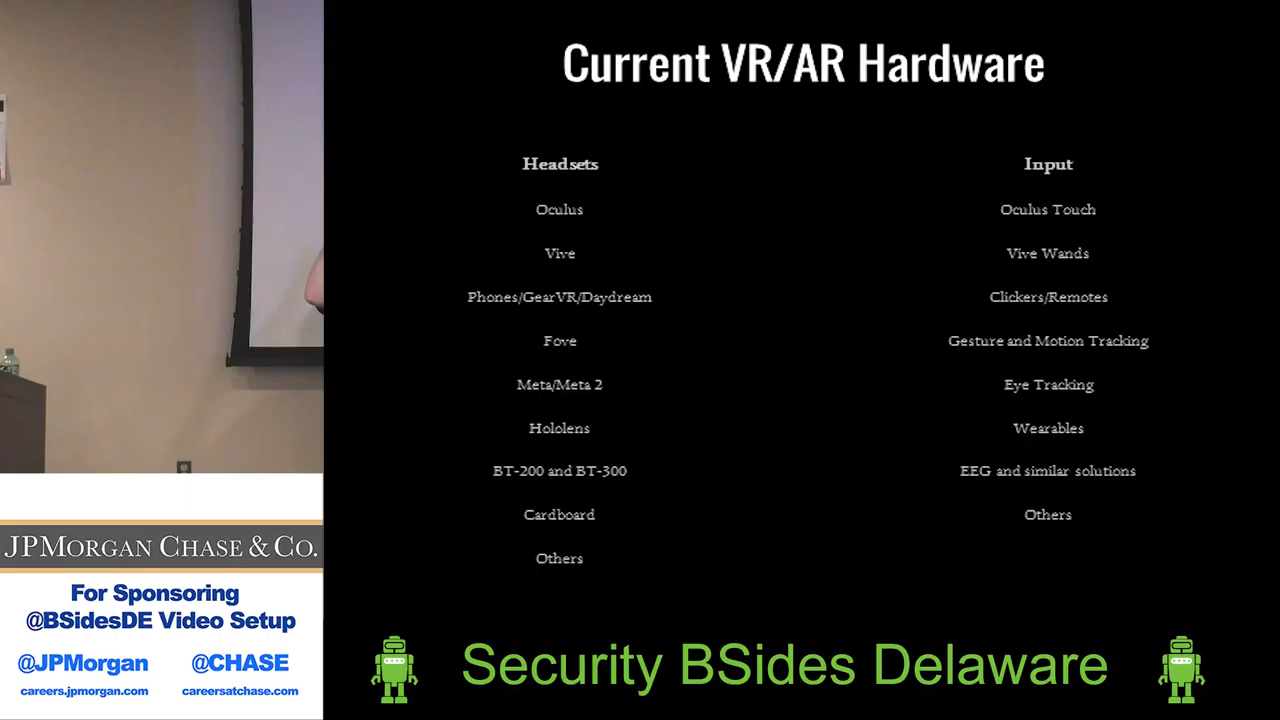 Current VR/AR Hardware
Headsets
Oculus
Vive
Phones/GearVR/Daydream
Fove
Meta/Meta 2
Hololens
BT-200 and BT-300
Cardboard
Others
Input
Oculus Touch
Vive Wands
Clickers/Remotes
Gesture and Motion Tracking
Eye Tracking
Wearables
EEG and similar solutions
Others
JPMORGAN CHASE & CO.
For Sponsoring
@BSidesDE Video Setup
@JPMorgan
@CHASE
careers.jpmorgan.com
careersatchase.com
Security BSides Delaware